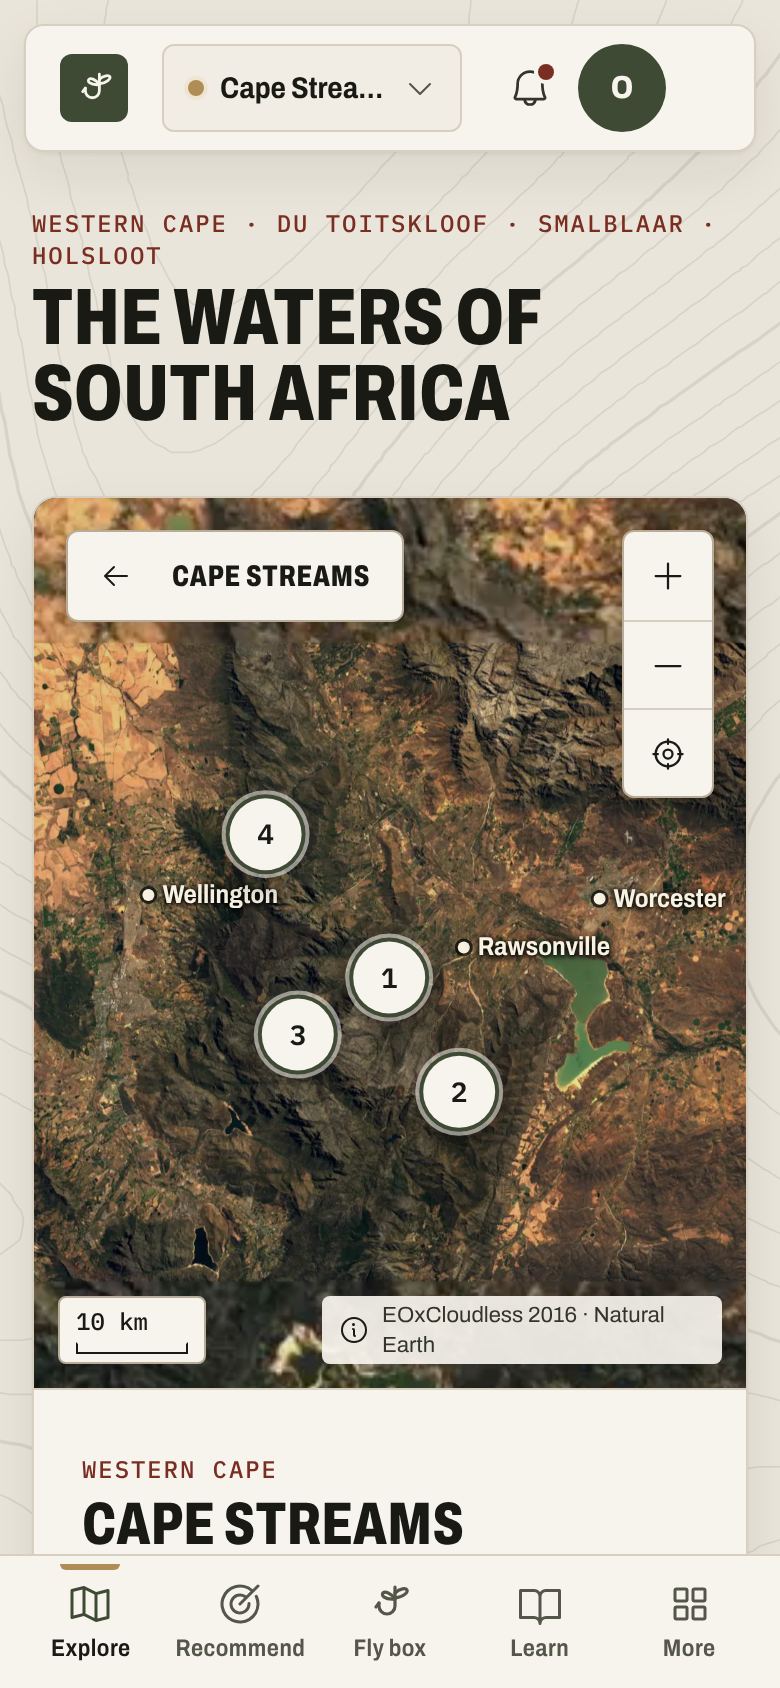 Cape Strea...
O
WESTERN CAPE · DU TOITSKLOOF · SMALBLAAR ·
HOLSLOOT
THE WATERS OF
SOUTH AFRICA
CAPE STREAMS
4
Wellington
Worcester
Rawsonville
1
3
2
10 km
EOxCloudless 2016 · Natural
Earth
WESTERN CAPE
CAPE STREAMS
Explore
Recommend
Fly box
Learn
More